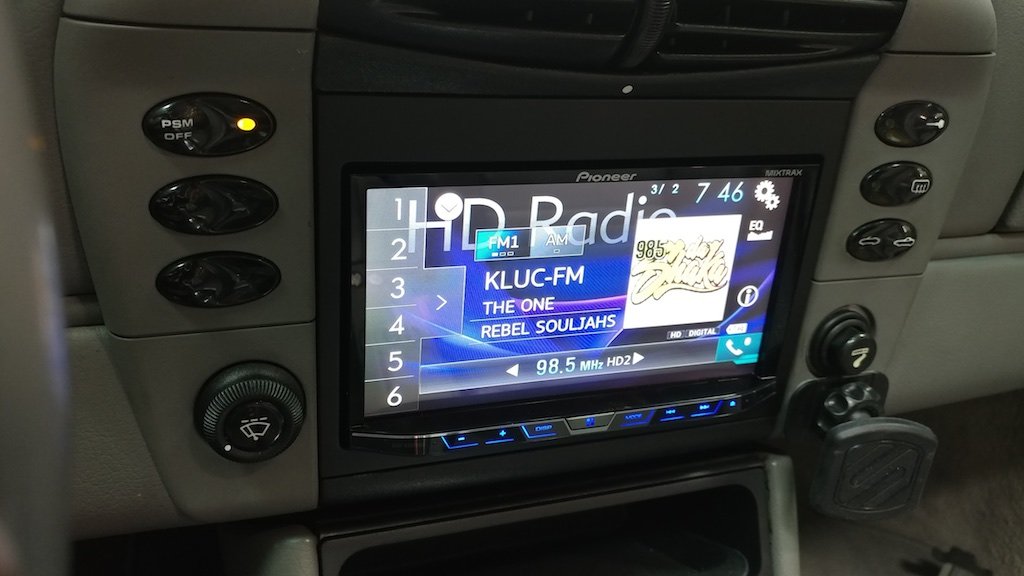 PSM
OFF
Pioneer
MIXTRAX
HD Radio
3/ 2
7 46
EQ
1
2
3
4
5
6
FM1
AM
KLUC-FM
THE ONE
REBEL SOULJAHS
985
HD
DIGITAL
98.5 MHz HD2
DISP
MODE